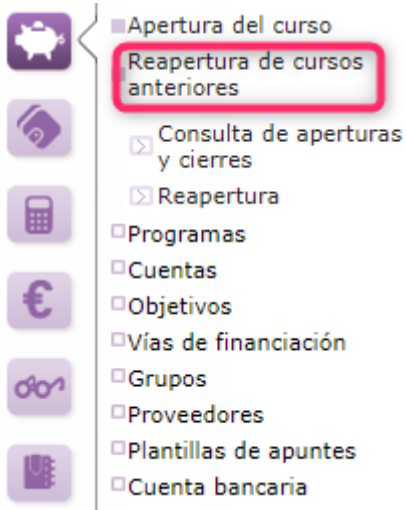 Apertura del curso
Reapertura de cursos
anteriores
Consulta de aperturas
y cierres
Reapertura
Programas
Cuentas
Objetivos
Vías de financiación
Grupos
Proveedores
Plantillas de apuntes
Cuenta bancaria